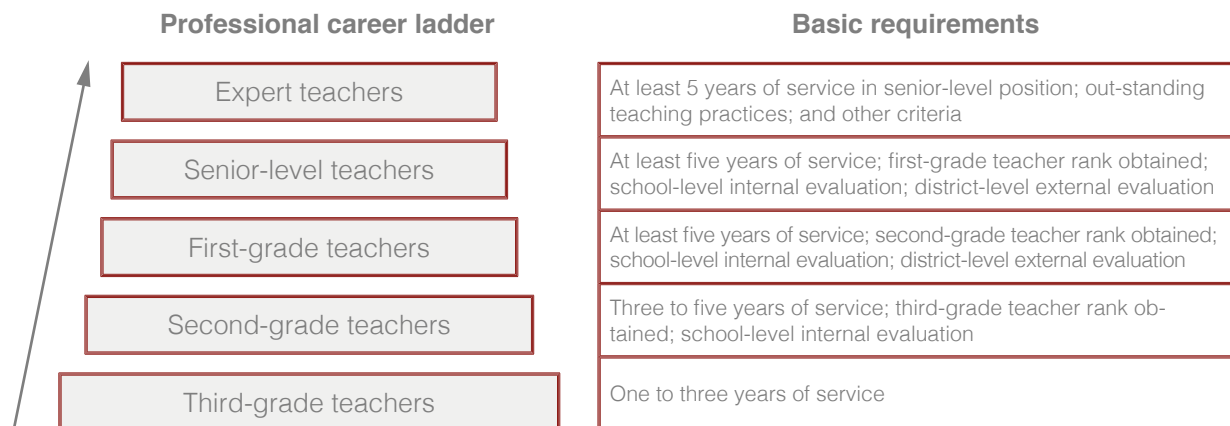 Professional career ladder
Basic requirements
Expert teachers
At least 5 years of service in senior-level position; out-standing
teaching practices; and other criteria
Senior-level teachers
At least five years of service; first-grade teacher rank obtained;
school-level internal evaluation; district-level external evaluation
First-grade teachers
At least five years of service; second-grade teacher rank obtained;
school-level internal evaluation; district-level external evaluation
Second-grade teachers
Three to five years of service; third-grade teacher rank ob-
tained; school-level internal evaluation
Third-grade teachers
One to three years of service